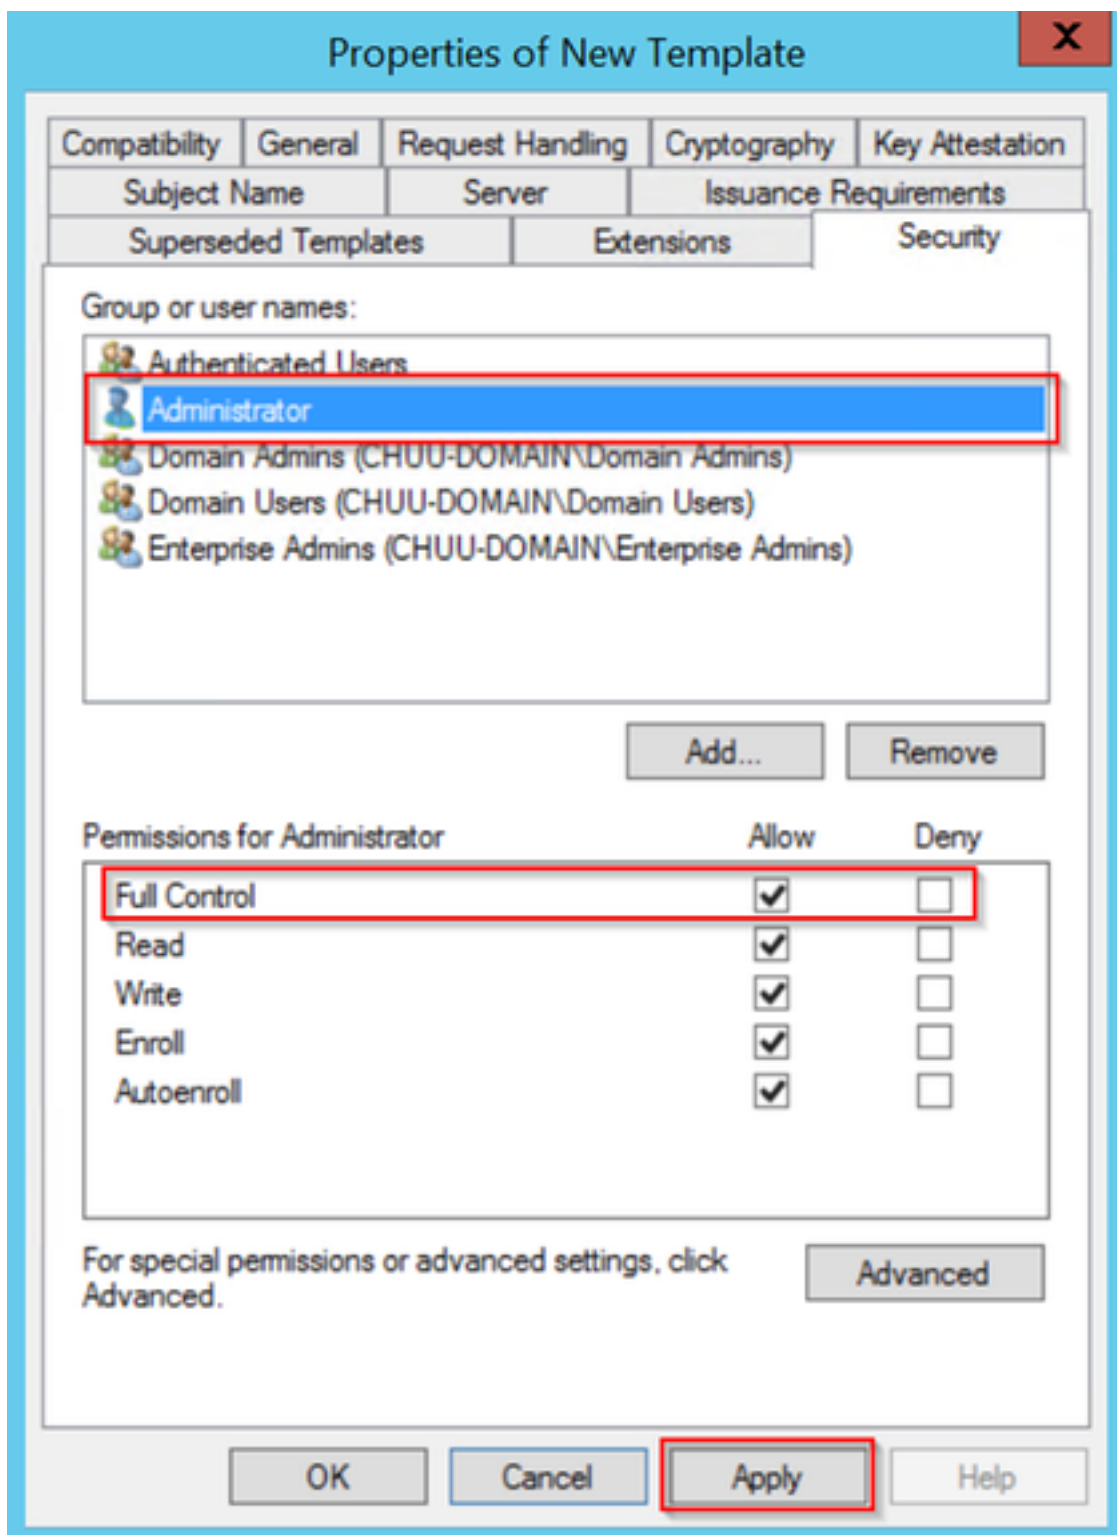 Properties of New Template
X
Compatibility General Request Handling Cryptography Key Attestation
Subject Name Server Issuance Requirements
Superseded Templates Extensions Security
Group or user names:
Authenticated Users
Administrator
Domain Admins (CHUU-DOMAIN\Domain Admins)
Domain Users (CHUU-DOMAIN\Domain Users)
Enterprise Admins (CHUU-DOMAIN\Enterprise Admins)
Add... Remove
Permissions for Administrator Allow Deny
Full Control
Read
Write
Enroll
Autoenroll
For special permissions or advanced settings, click
Advanced.
Advanced
OK Cancel Apply Help